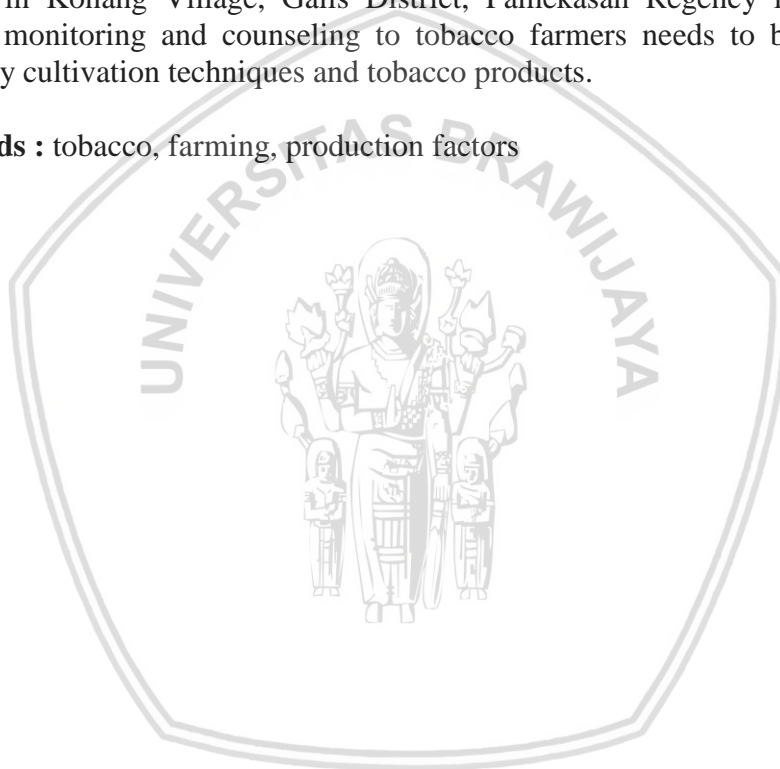 in Konang Village, Galis District, Pamekasan Regency
monitoring and counseling to tobacco farmers needs to b
y cultivation techniques and tobacco products.
ds : tobacco, farming, production factors
UNIVERSITAS BRAWIJAYA